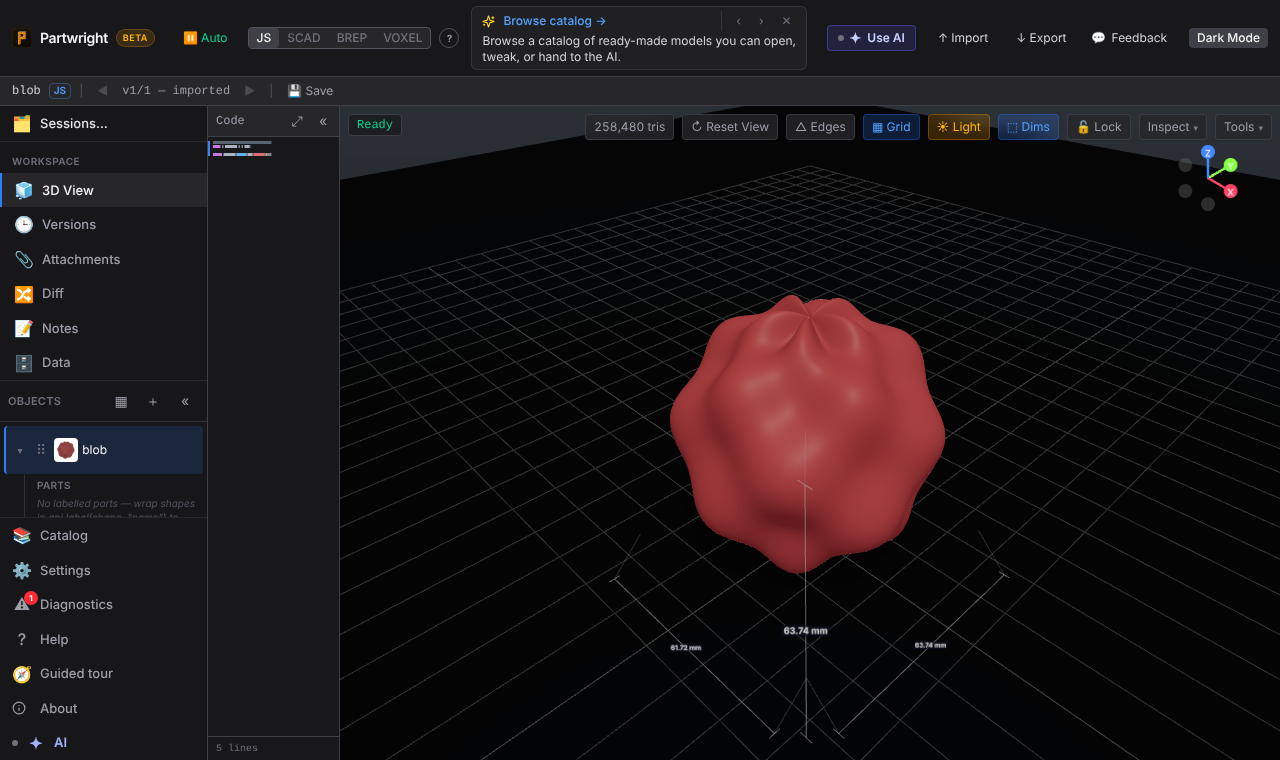 Partwright BETA
Auto
JS SCAD BREP VOXEL ?
Browse catalog →
Browse a catalog of ready-made models you can open,
tweak, or hand to the AI.
Use AI
↑ Import
↓ Export
Feedback
Dark Mode
blob JS
v1/1 — imported
Save
Sessions...
WORKSPACE
3D View
Versions
Attachments
Diff
Notes
Data
OBJECTS
blob
PARTS
No labelled parts — wrap shapes
Catalog
Settings
Diagnostics 1
Help
Guided tour
About
AI
Code
5 lines
Ready
258,480 tris
Reset View
Edges
Grid
Light
Dims
Lock
Inspect
Tools
Z
Y
X
63.74 mm
61.72 mm
63.74 mm